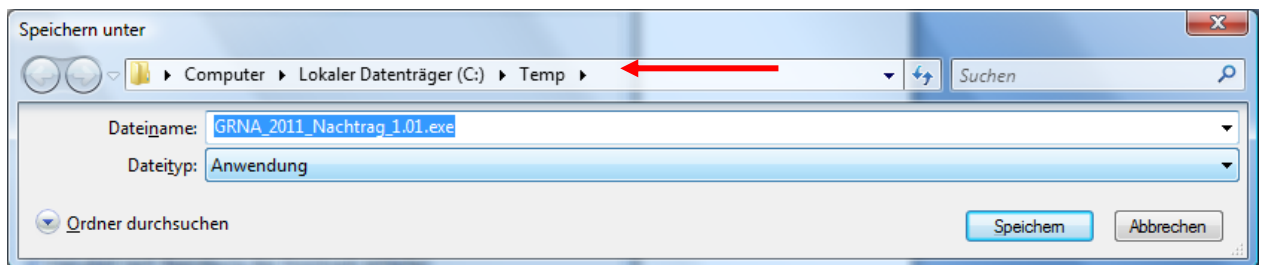 Speichern unter
Computer Lokaler Datenträger (C:) Temp Suchen
Dateiname: GRNA_2011_Nachtrag_1.01.exe
Dateityp: Anwendung
Ordner durchsuchen Speichern Abbrechen